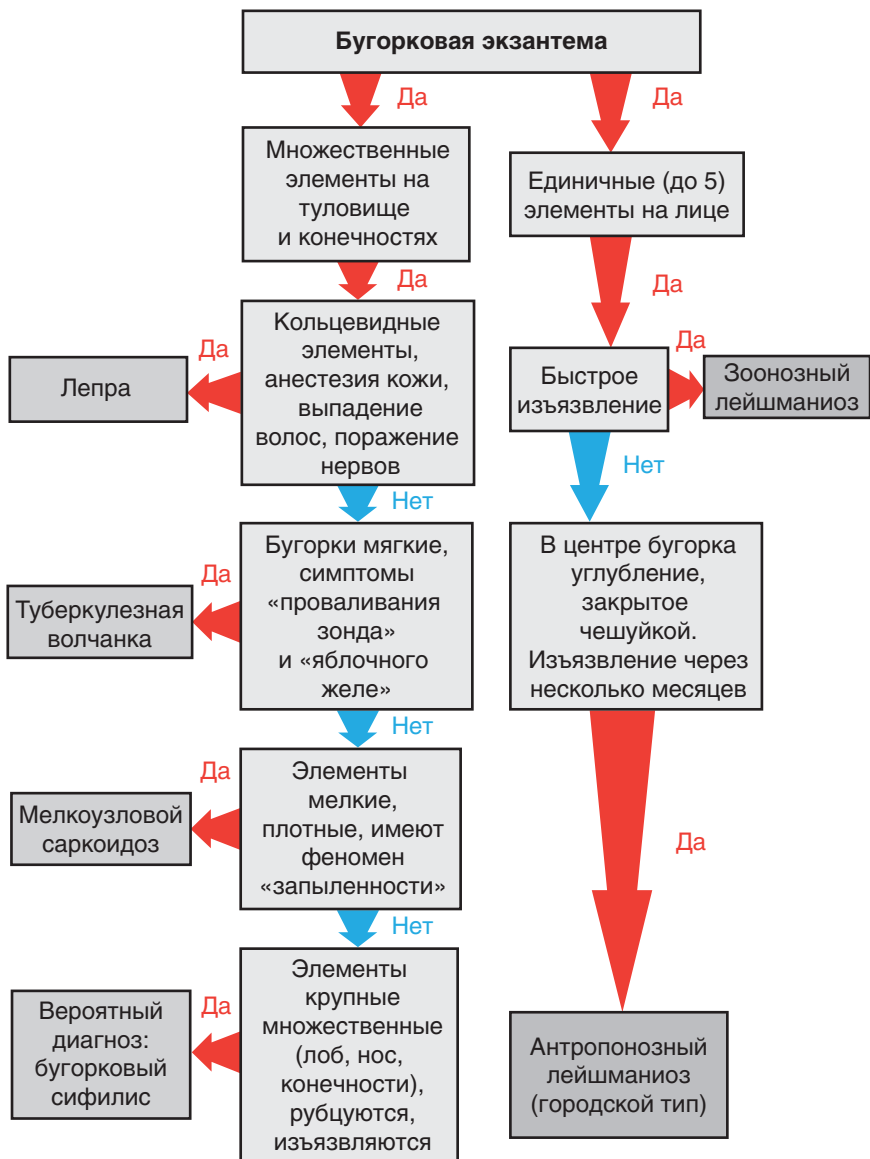 Бугорковая экзантема
Да
Да
Множественные
элементы на
туловище
и конечностях
Единичные (до 5)
элементы на лице
Да
Да
Кольцевидные
элементы,
анестезия кожи,
выпадение
волос, поражение
нервов
Да
Лепра
Быстрое
изъязвление
Да
Зоонозный
лейшманиоз
Нет
Нет
Бугорки мягкие,
симптомы
«проваливания
зонда»
и «яблочного
желе»
Да
Туберкулезная
волчанка
В центре бугорка
углубление,
закрытое
чешуйкой.
Изъязвление через
несколько месяцев
Нет
Элементы
мелкие,
плотные, имеют
феномен
«запыленности»
Да
Мелкоузловой
саркоидоз
Да
Нет
Элементы
крупные
множественные
(лоб, нос,
конечности),
рубцуются,
изъязвляются
Да
Вероятный
диагноз:
бугорковый
сифилис
Антропонозный
лейшманиоз
(городской тип)